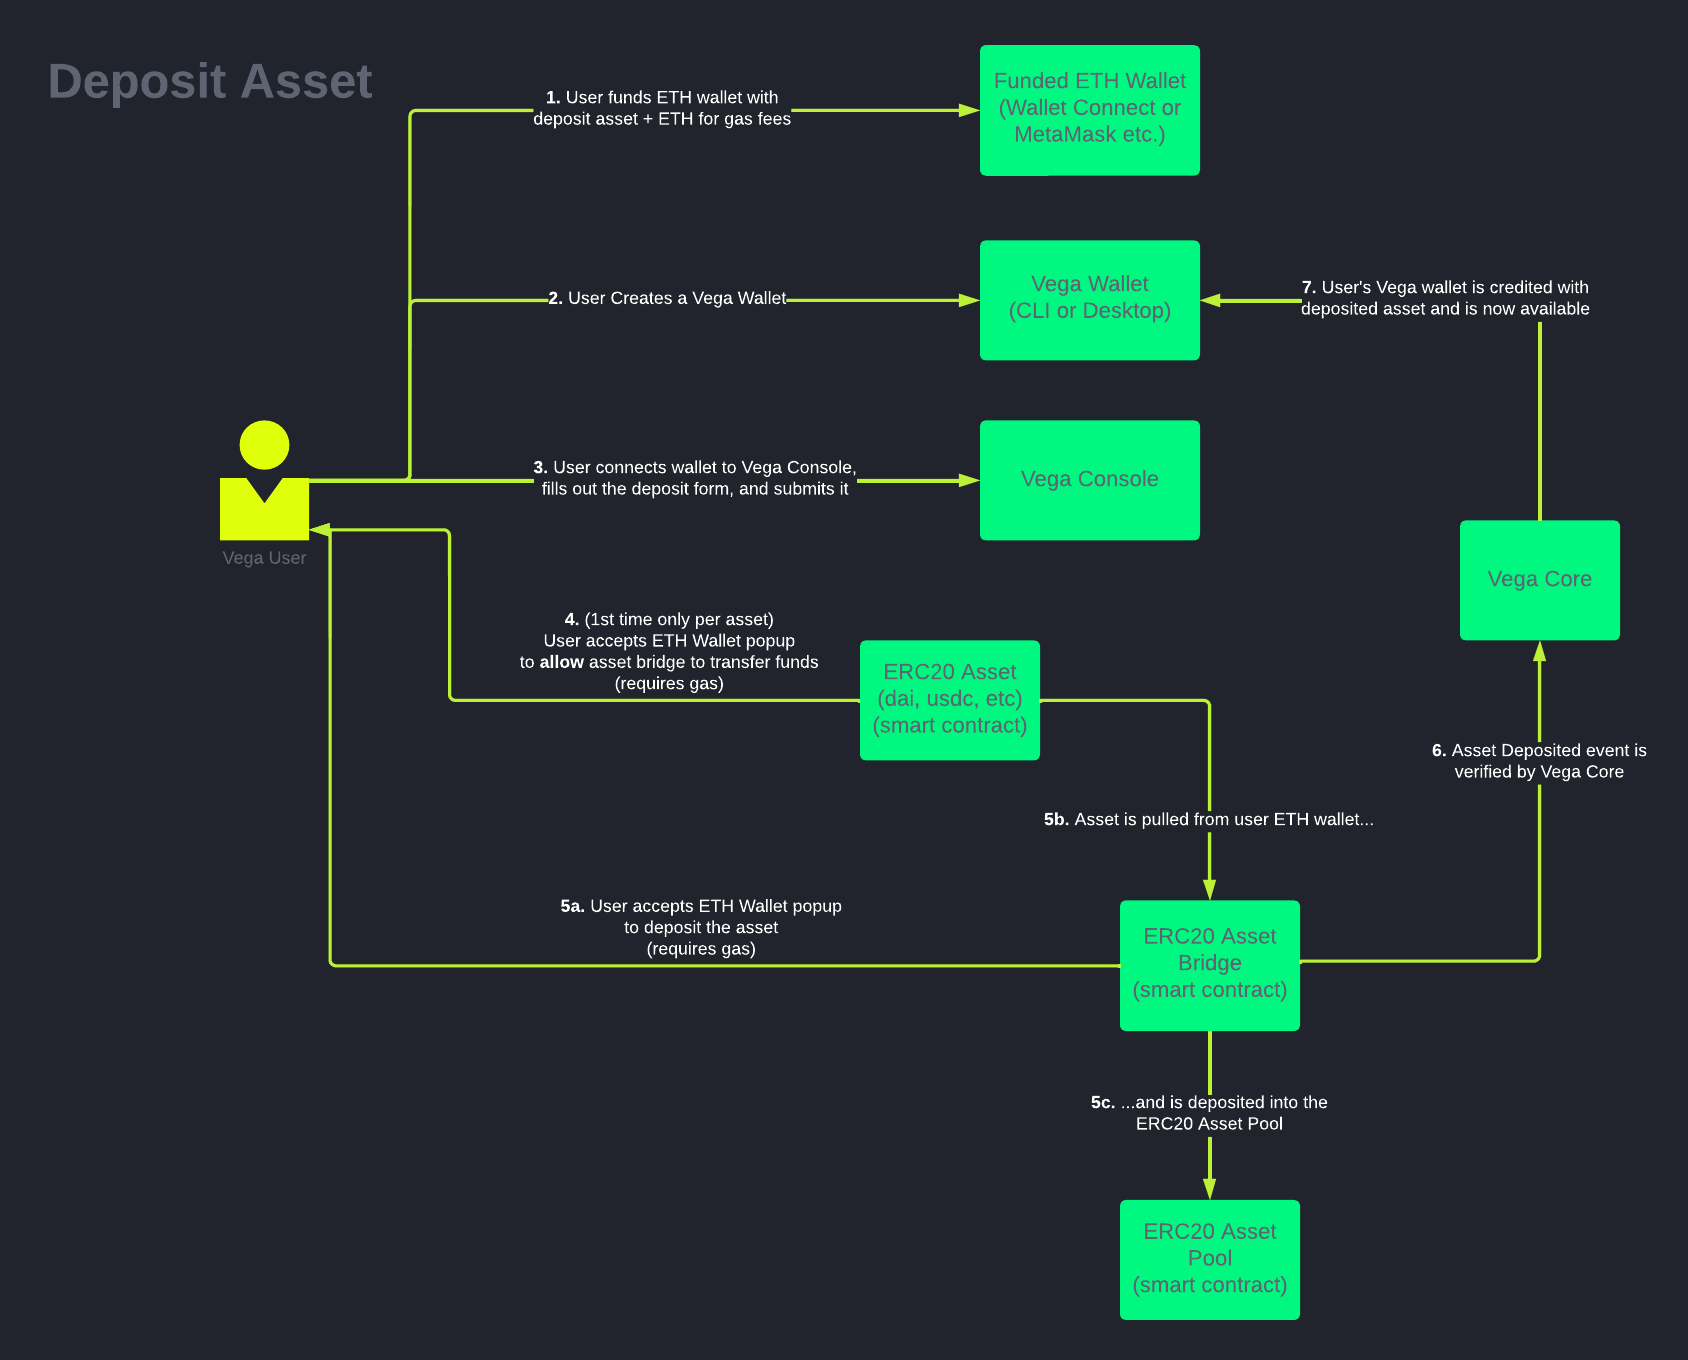 Deposit Asset
1. User funds ETH wallet with
deposit asset + ETH for gas fees
Funded ETH Wallet
(Wallet Connect or
MetaMask etc.)
2. User Creates a Vega Wallet
Vega Wallet
(CLI or Desktop)
7. User's Vega wallet is credited with
deposited asset and is now available
3. User connects wallet to Vega Console,
fills out the deposit form, and submits it
Vega Console
Vega User
Vega Core
4. (1st time only per asset)
User accepts ETH Wallet popup
to allow asset bridge to transfer funds
(requires gas)
ERC20 Asset
(dai, usdc, etc)
(smart contract)
6. Asset Deposited event is
verified by Vega Core
5b. Asset is pulled from user ETH wallet...
5a. User accepts ETH Wallet popup
to deposit the asset
(requires gas)
ERC20 Asset
Bridge
(smart contract)
5c. ...and is deposited into the
ERC20 Asset Pool
ERC20 Asset
Pool
(smart contract)